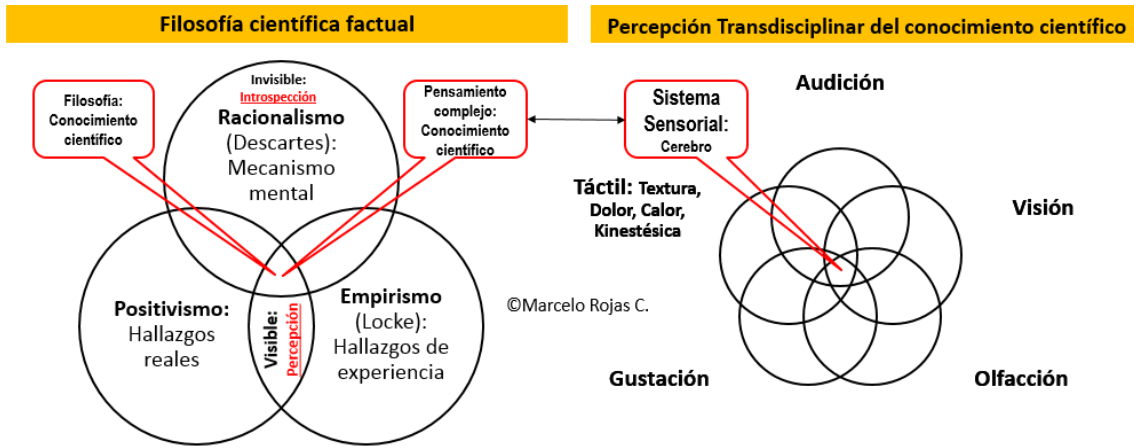 Filosofía científica factual
Percepción Transdisciplinar del conocimiento científico
Filosofía:
Conocimiento
científico
Invisible:
Introspección
Racionalismo
(Descartes):
Mecanismo
mental
Pensamiento
complejo:
Conocimiento
científico
Positivismo:
Hallazgos
reales
Visible:
Percepción
Empirismo
(Locke):
Hallazgos de
experiencia
©Marcelo Rojas C.
Sistema
Sensorial:
Cerebro
Audición
Táctil: Textura,
Dolor, Calor,
Kinestésica
Visión
Gustación
Olfacción